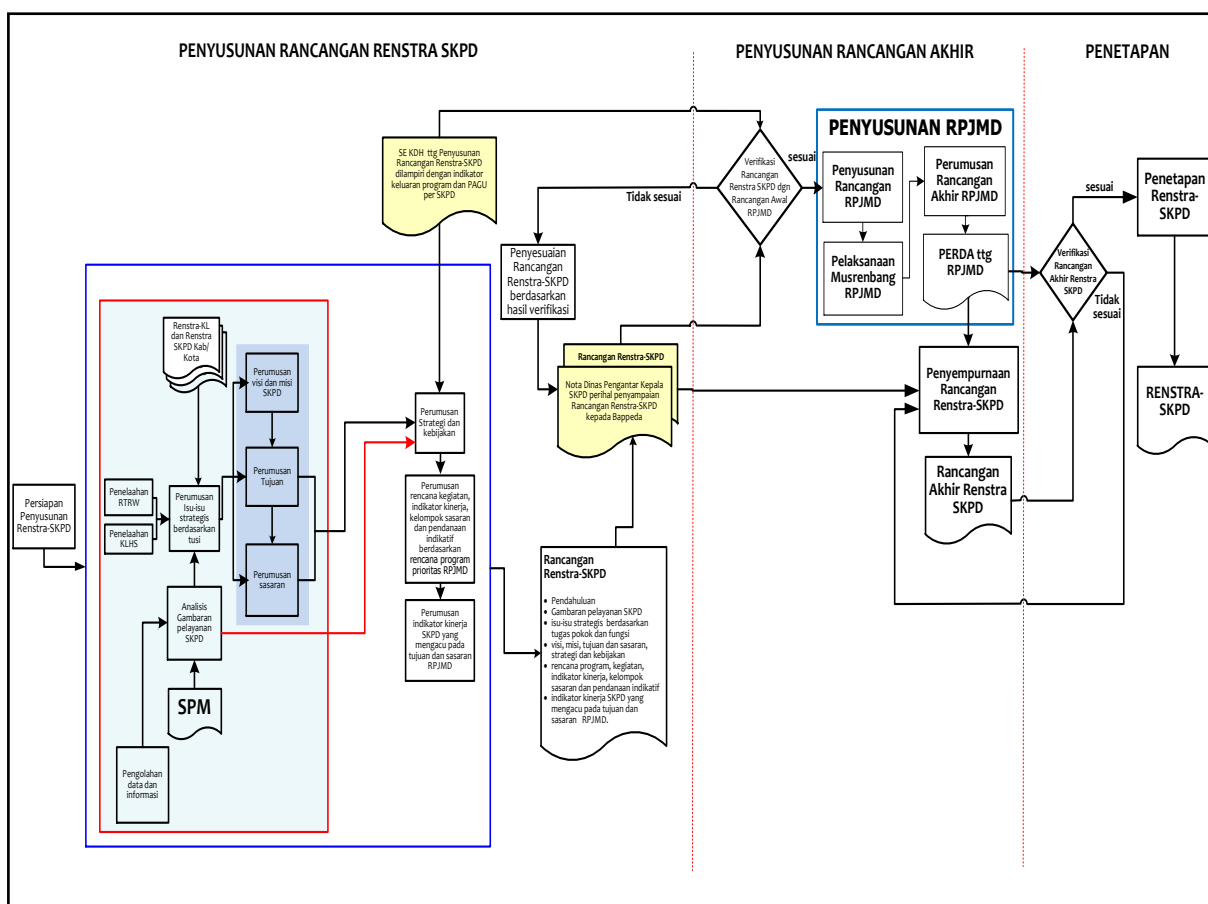 PENYUSUNAN RANCANGAN RENSTRA SKPD
PENYUSUNAN RANCANGAN AKHIR
PENETAPAN
SE KDH ttg Penyusunan
Rancangan Renstra-SKPD
dilampiri dengan indikator
keluaran program dan PAGU
per SKPD
Tidak sesuai
Verifikasi
Rancangan
Renstra SKPD dgn
Rancangan Awal
RPJMD
sesuai
PENYUSUNAN RPJMD
Penyusunan
Rancangan
RPJMD
Perumusan
Rancangan
Akhir RPJMD
Pelaksanaan
Musrenbang
RPJMD
PERDA ttg
RPJMD
sesuai
Verifikasi
Rancangan
Akhir Renstra
SKPD
Tidak
sesuai
Penetapan
Renstra-
SKPD
RENSTRA-
SKPD
Penyesuaian
Rancangan
Renstra-SKPD
berdasarkan
hasil verifikasi
Rancangan Renstra-SKPD
Nota Dinas Pengantar Kepala
SKPD perihal penyampaian
Rancangan Renstra-SKPD
kepada Bappeda
Penyempurnaan
Rancangan
Renstra-SKPD
Rancangan
Akhir Renstra
SKPD
Persiapan
Penyusunan
Renstra-SKPD
Renstra-KL
dan Renstra
SKPD Kab/
Kota
Penelaahan
RTRW
Penelaahan
KLHS
Perumusan
Isu-isu
strategis
berdasarkan
tusi
Perumusan
visi dan misi
SKPD
Perumusan
Tujuan
Perumusan
sasaran
Analisis
Gambaran
pelayanan
SKPD
SPM
Pengolahan
data dan
informasi
Perumusan
Strategi dan
kebijakan
Perumusan
rencana kegiatan,
indikator kinerja,
kelompok sasaran
dan pendanaan
indikatif berdasarkan
rencana program
prioritas RPJMD
Perumusan
indikator kinerja
SKPD yang
mengacu pada
tujuan dan sasaran
RPJMD
Rancangan
Renstra-SKPD
• Pendahuluan
• Gambaran pelayanan SKPD
• isu-isu strategis berdasarkan
tugas pokok dan fungsi
• visi, misi, tujuan dan sasaran,
strategi dan kebijakan
• rencana program, kegiatan,
indikator kinerja, kelompok
sasaran dan pendanaan indikatif
• indikator kinerja SKPD yang
mengacu pada tujuan dan
sasaran RPJMD.